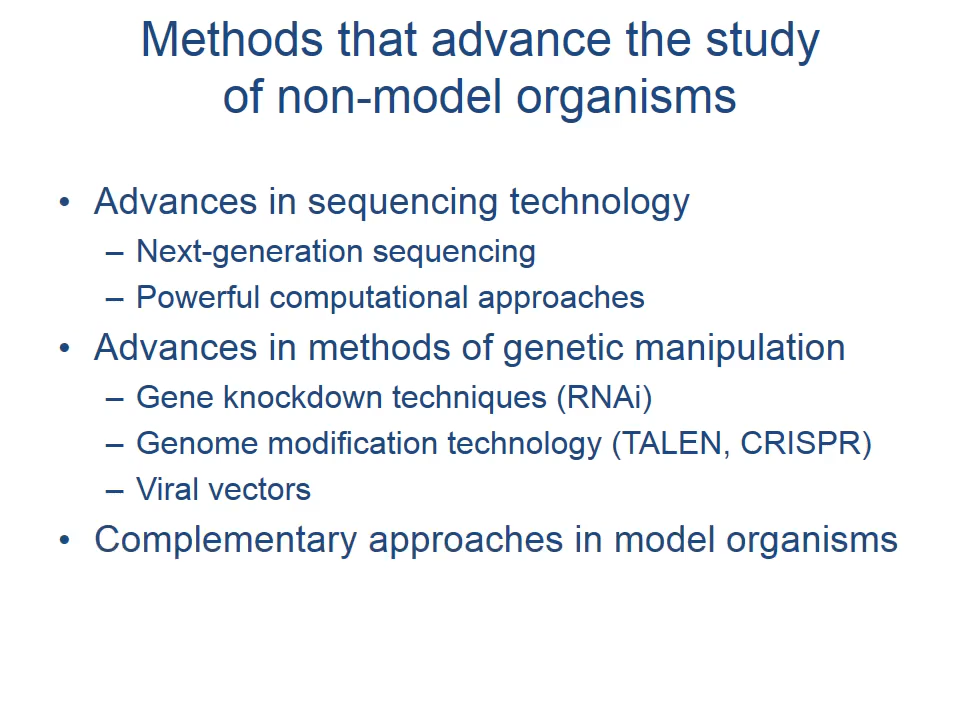 Methods that advance the study
of non-model organisms
• Advances in sequencing technology
– Next-generation sequencing
– Powerful computational approaches
• Advances in methods of genetic manipulation
– Gene knockdown techniques (RNAi)
– Genome modification technology (TALEN, CRISPR)
– Viral vectors
• Complementary approaches in model organisms